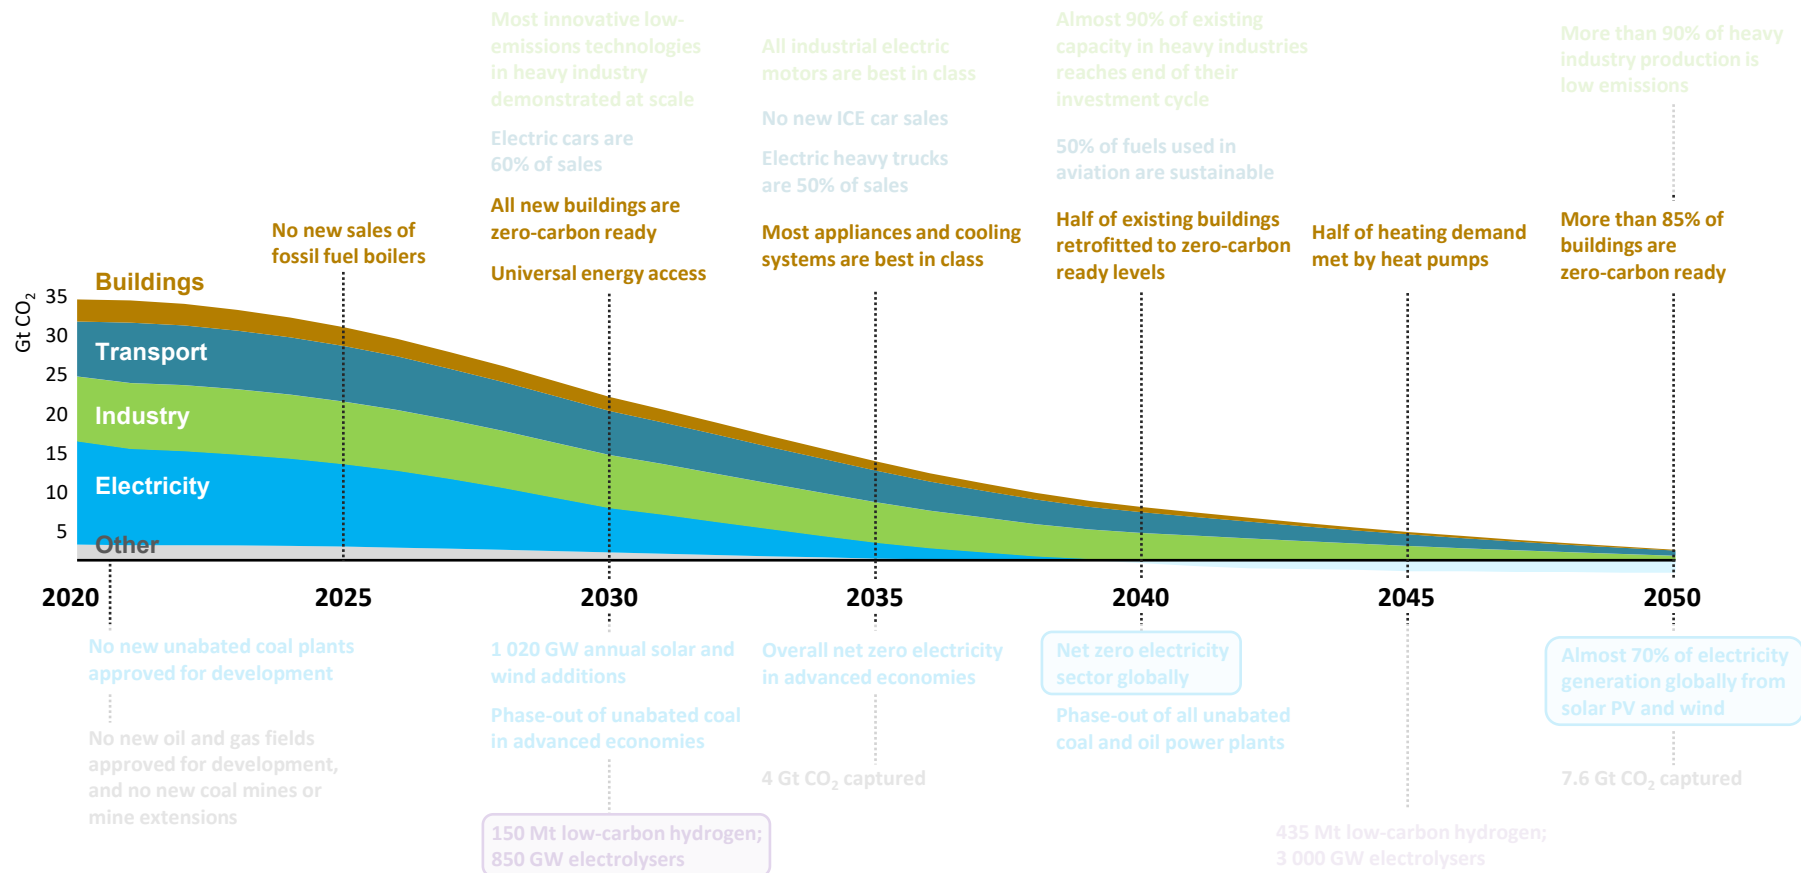 Most innovative low-
emissions technologies
in heavy industry
demonstrated at scale
Electric cars are
60% of sales
All new buildings are
zero-carbon ready
Universal energy access
All industrial electric
motors are best in class
No new ICE car sales
Electric heavy trucks
are 50% of sales
Most appliances and cooling
systems are best in class
Almost 90% of existing
capacity in heavy industries
reaches end of their
investment cycle
50% of fuels used in
aviation are sustainable
Half of existing buildings
retrofitted to zero-carbon
ready levels
More than 90% of heavy
industry production is
low emissions
More than 85% of
buildings are
zero-carbon ready
No new sales of
fossil fuel boilers
Half of heating demand
met by heat pumps
Gt CO₂
35
30
25
20
15
10
5
Buildings
Transport
Industry
Electricity
Other
2020
2025
2030
2035
2040
2045
2050
No new unabated coal plants
approved for development
No new oil and gas fields
approved for development,
and no new coal mines or
mine extensions
1 020 GW annual solar and
wind additions
Phase-out of unabated coal
in advanced economies
150 Mt low-carbon hydrogen;
850 GW electrolysers
Overall net zero electricity
in advanced economies
4 Gt CO₂ captured
Net zero electricity
sector globally
Phase-out of all unabated
coal and oil power plants
435 Mt low-carbon hydrogen;
3 000 GW electrolysers
Almost 70% of electricity
generation globally from
solar PV and wind
7.6 Gt CO₂ captured